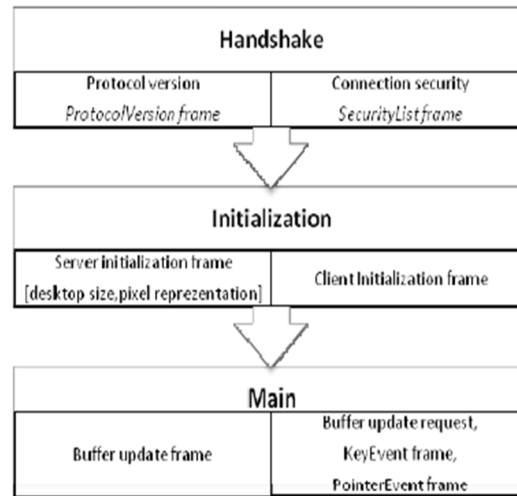 Handshake
Protocol version
ProtocolVersion frame
Connection security
SecurityList frame
Initialization
Server initialization frame
[desktop size,pixel reprezentation]
Client Initialization frame
Main
Buffer update frame
Buffer update request,
KeyEvent frame,
PointerEvent frame